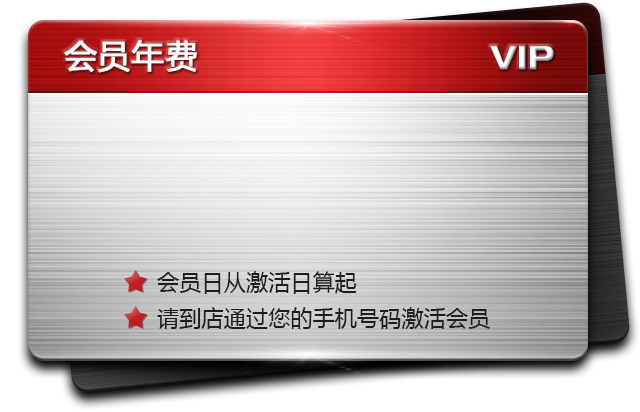 会员年费 VIP
会员日从激活日算起
请到店通过您的手机号码激活会员